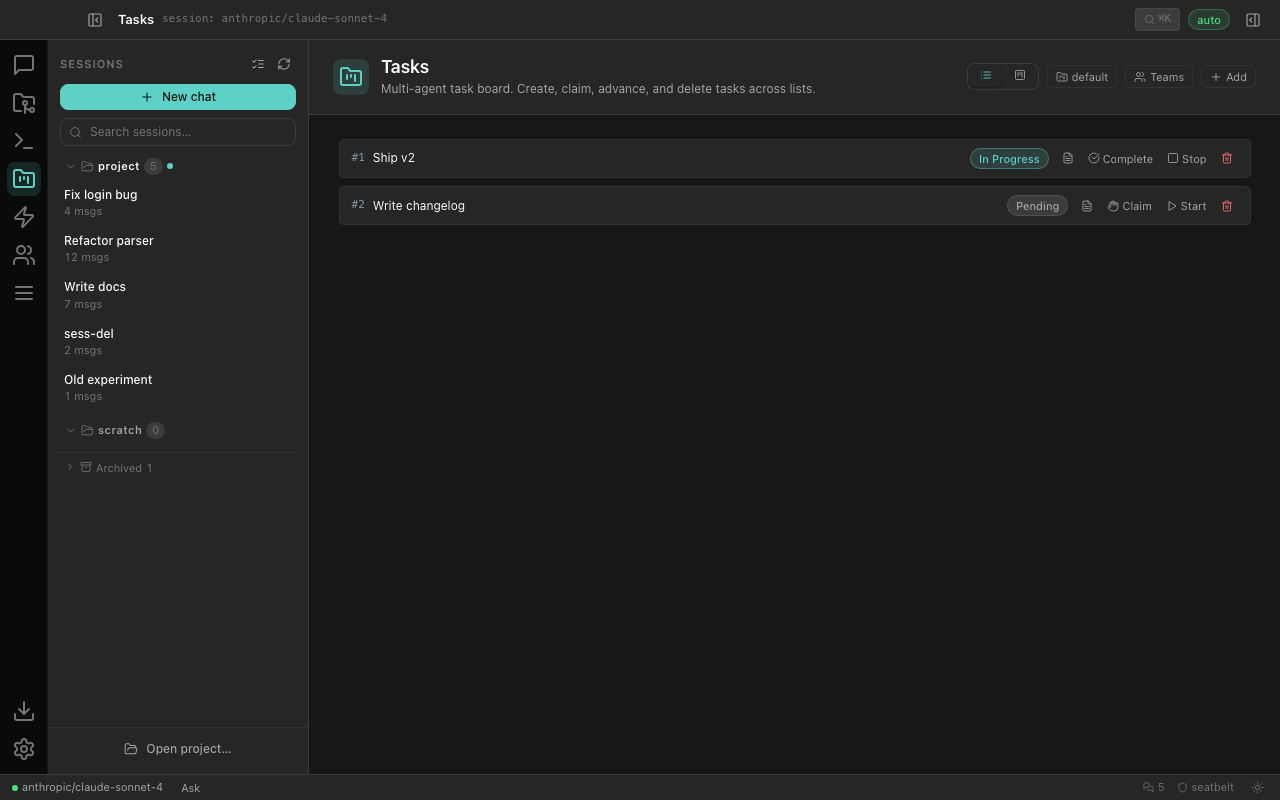 Tasks session: anthropic/claude-sonnet-4
⌘K
auto
SESSIONS
New chat
Search sessions...
project 5
Fix login bug
4 msgs
Refactor parser
12 msgs
Write docs
7 msgs
sess-del
2 msgs
Old experiment
1 msgs
scratch 0
Archived 1
Open project...
Tasks
Multi-agent task board. Create, claim, advance, and delete tasks across lists.
default
Teams
Add
#1 Ship v2 In Progress Complete Stop
#2 Write changelog Pending Claim Start
anthropic/claude-sonnet-4 Ask
5 seatbelt